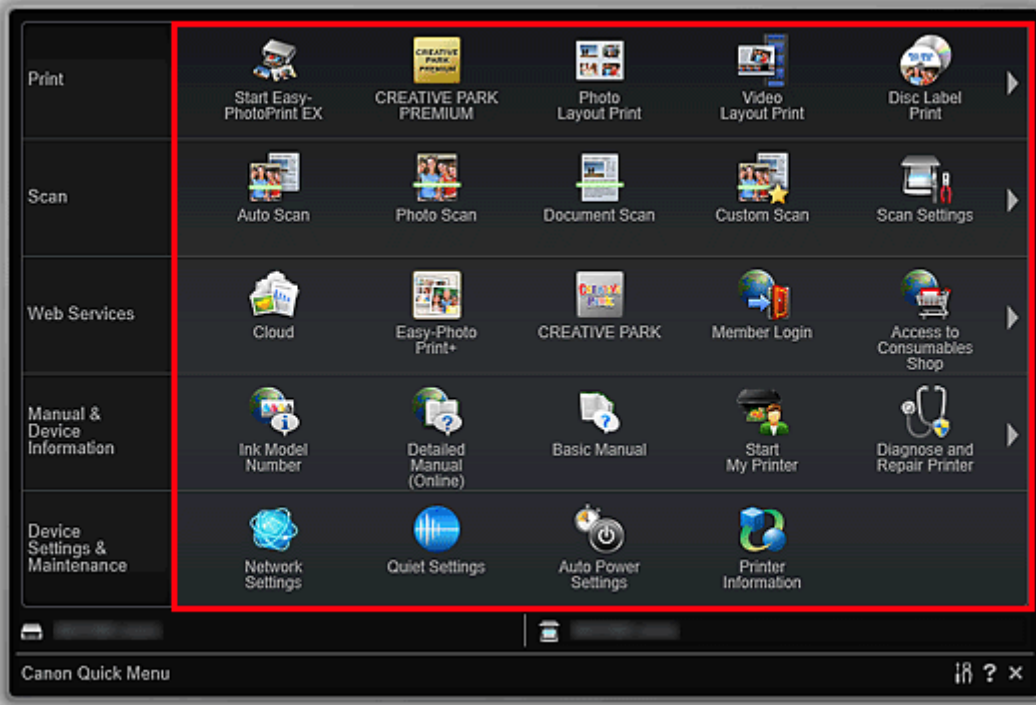 Print
Start Easy-
PhotoPrint EX
CREATIVE
PARK
PREMIUM
CREATIVE PARK
PREMIUM
Photo
Layout Print
Video
Layout Print
Disc Label
Print
Scan
Auto Scan
Photo Scan
Document Scan
Custom Scan
Scan Settings
Web Services
Cloud
Easy-Photo
Print+
CREATIVE PARK
Member Login
Access to
Consumables
Shop
Manual &
Device
Information
Ink Model
Number
Detailed
Manual
(Online)
Basic Manual
Start
My Printer
Diagnose and
Repair Printer
Device
Settings &
Maintenance
Network
Settings
Quiet Settings
Auto Power
Settings
Printer
Information
Canon Quick Menu
?